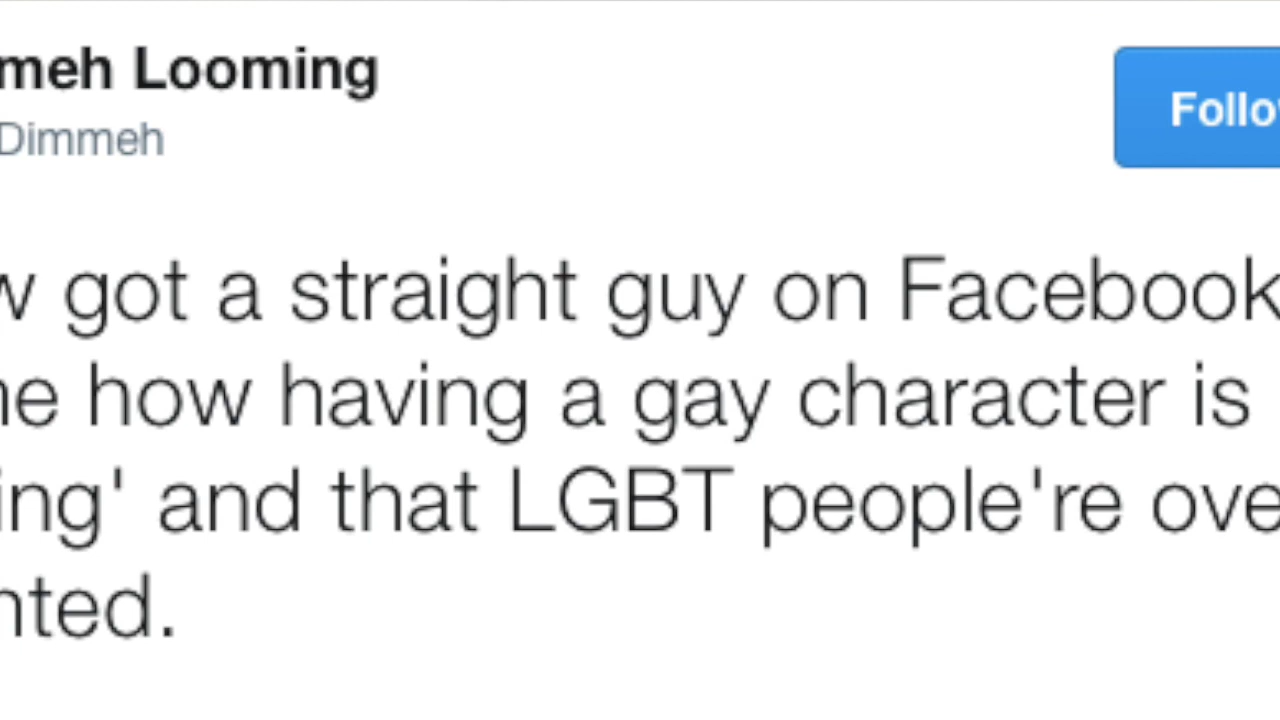 meh Looming
Dimmeh
Follo
w got a straight guy on Facebook
ne how having a gay character is
ing' and that LGBT people're ove
nted.